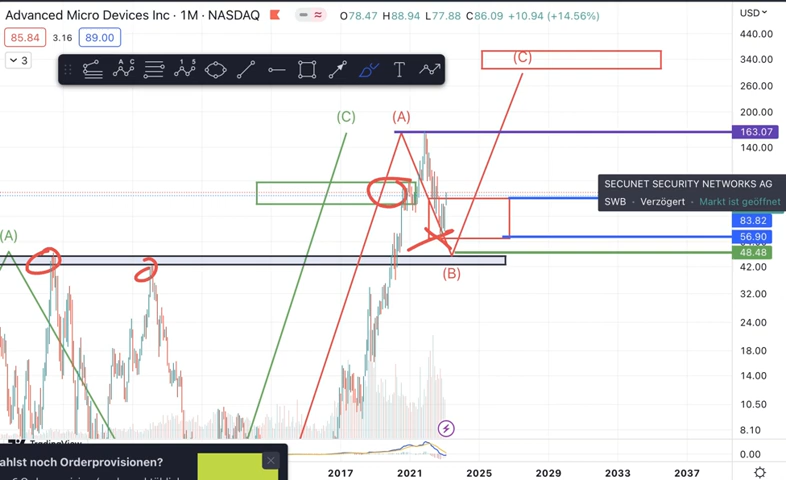 Advanced Micro Devices Inc · 1M · NASDAQ O78.47 H88.94 L77.88 C86.09 +10.94 (+14.56%) USD
85.84 3.16 89.00
3
A C
1 5
T
440.00
340.00
260.00
200.00
163.07
140.00
SECUNET SECURITY NETWORKS AG
SWB · Verzögert · Markt ist geöffnet
83.82
56.90
48.48
42.00
32.00
24.00
18.00
14.00
10.50
8.10
0.00
(C)
(C)
(A)
(A)
(B)
TradingView
ahlst noch Orderprovisionen?
2017 2021 2025 2029 2033 2037